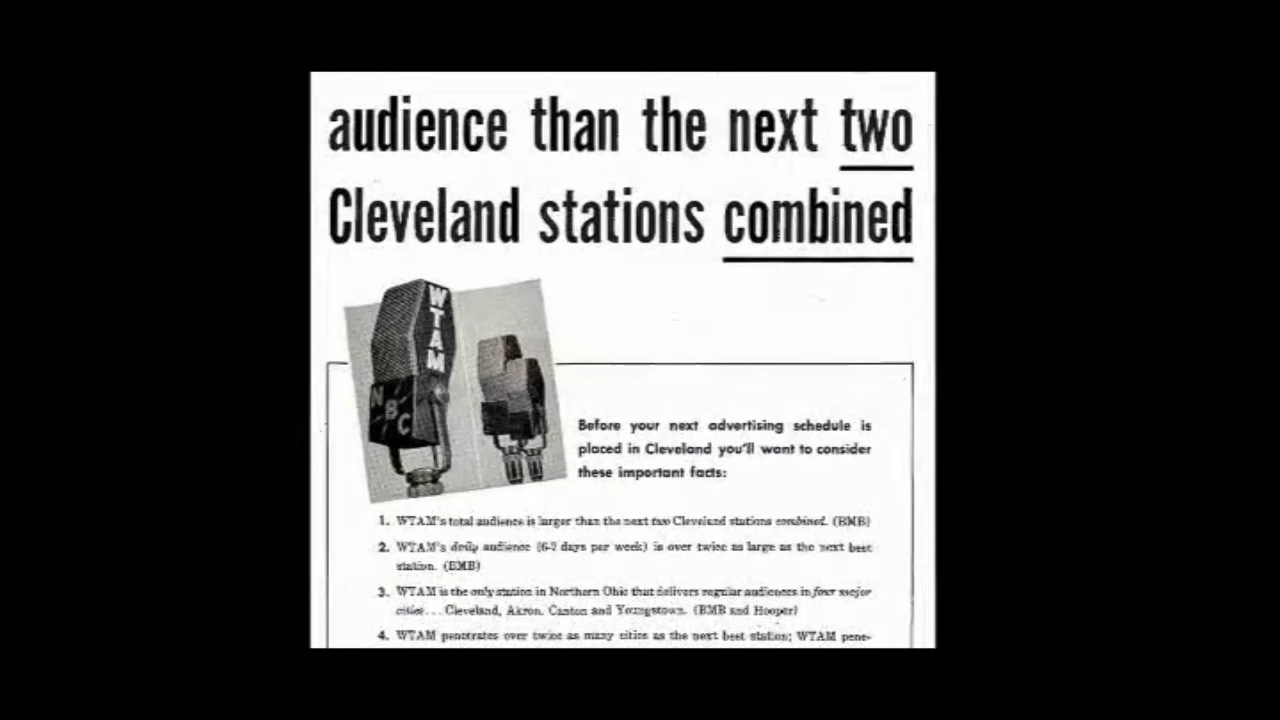 audience than the next two
Cleveland stations combined
WTAM
NBC
Before your next advertising schedule is
placed in Cleveland you'll want to consider
these important facts:
1. WTAM's total audience is larger than the next two Cleveland stations combined. (BMB)
2. WTAM's daily audience (6-7 days per week) is over twice as large as the next best
station. (BMB)
3. WTAM is the only station in Northern Ohio that delivers regular audiences in four major
cities... Cleveland, Akron, Canton and Youngstown. (BMB and Hooper)
4. WTAM penetrates over twice as many cities as the next best station; WTAM pene-